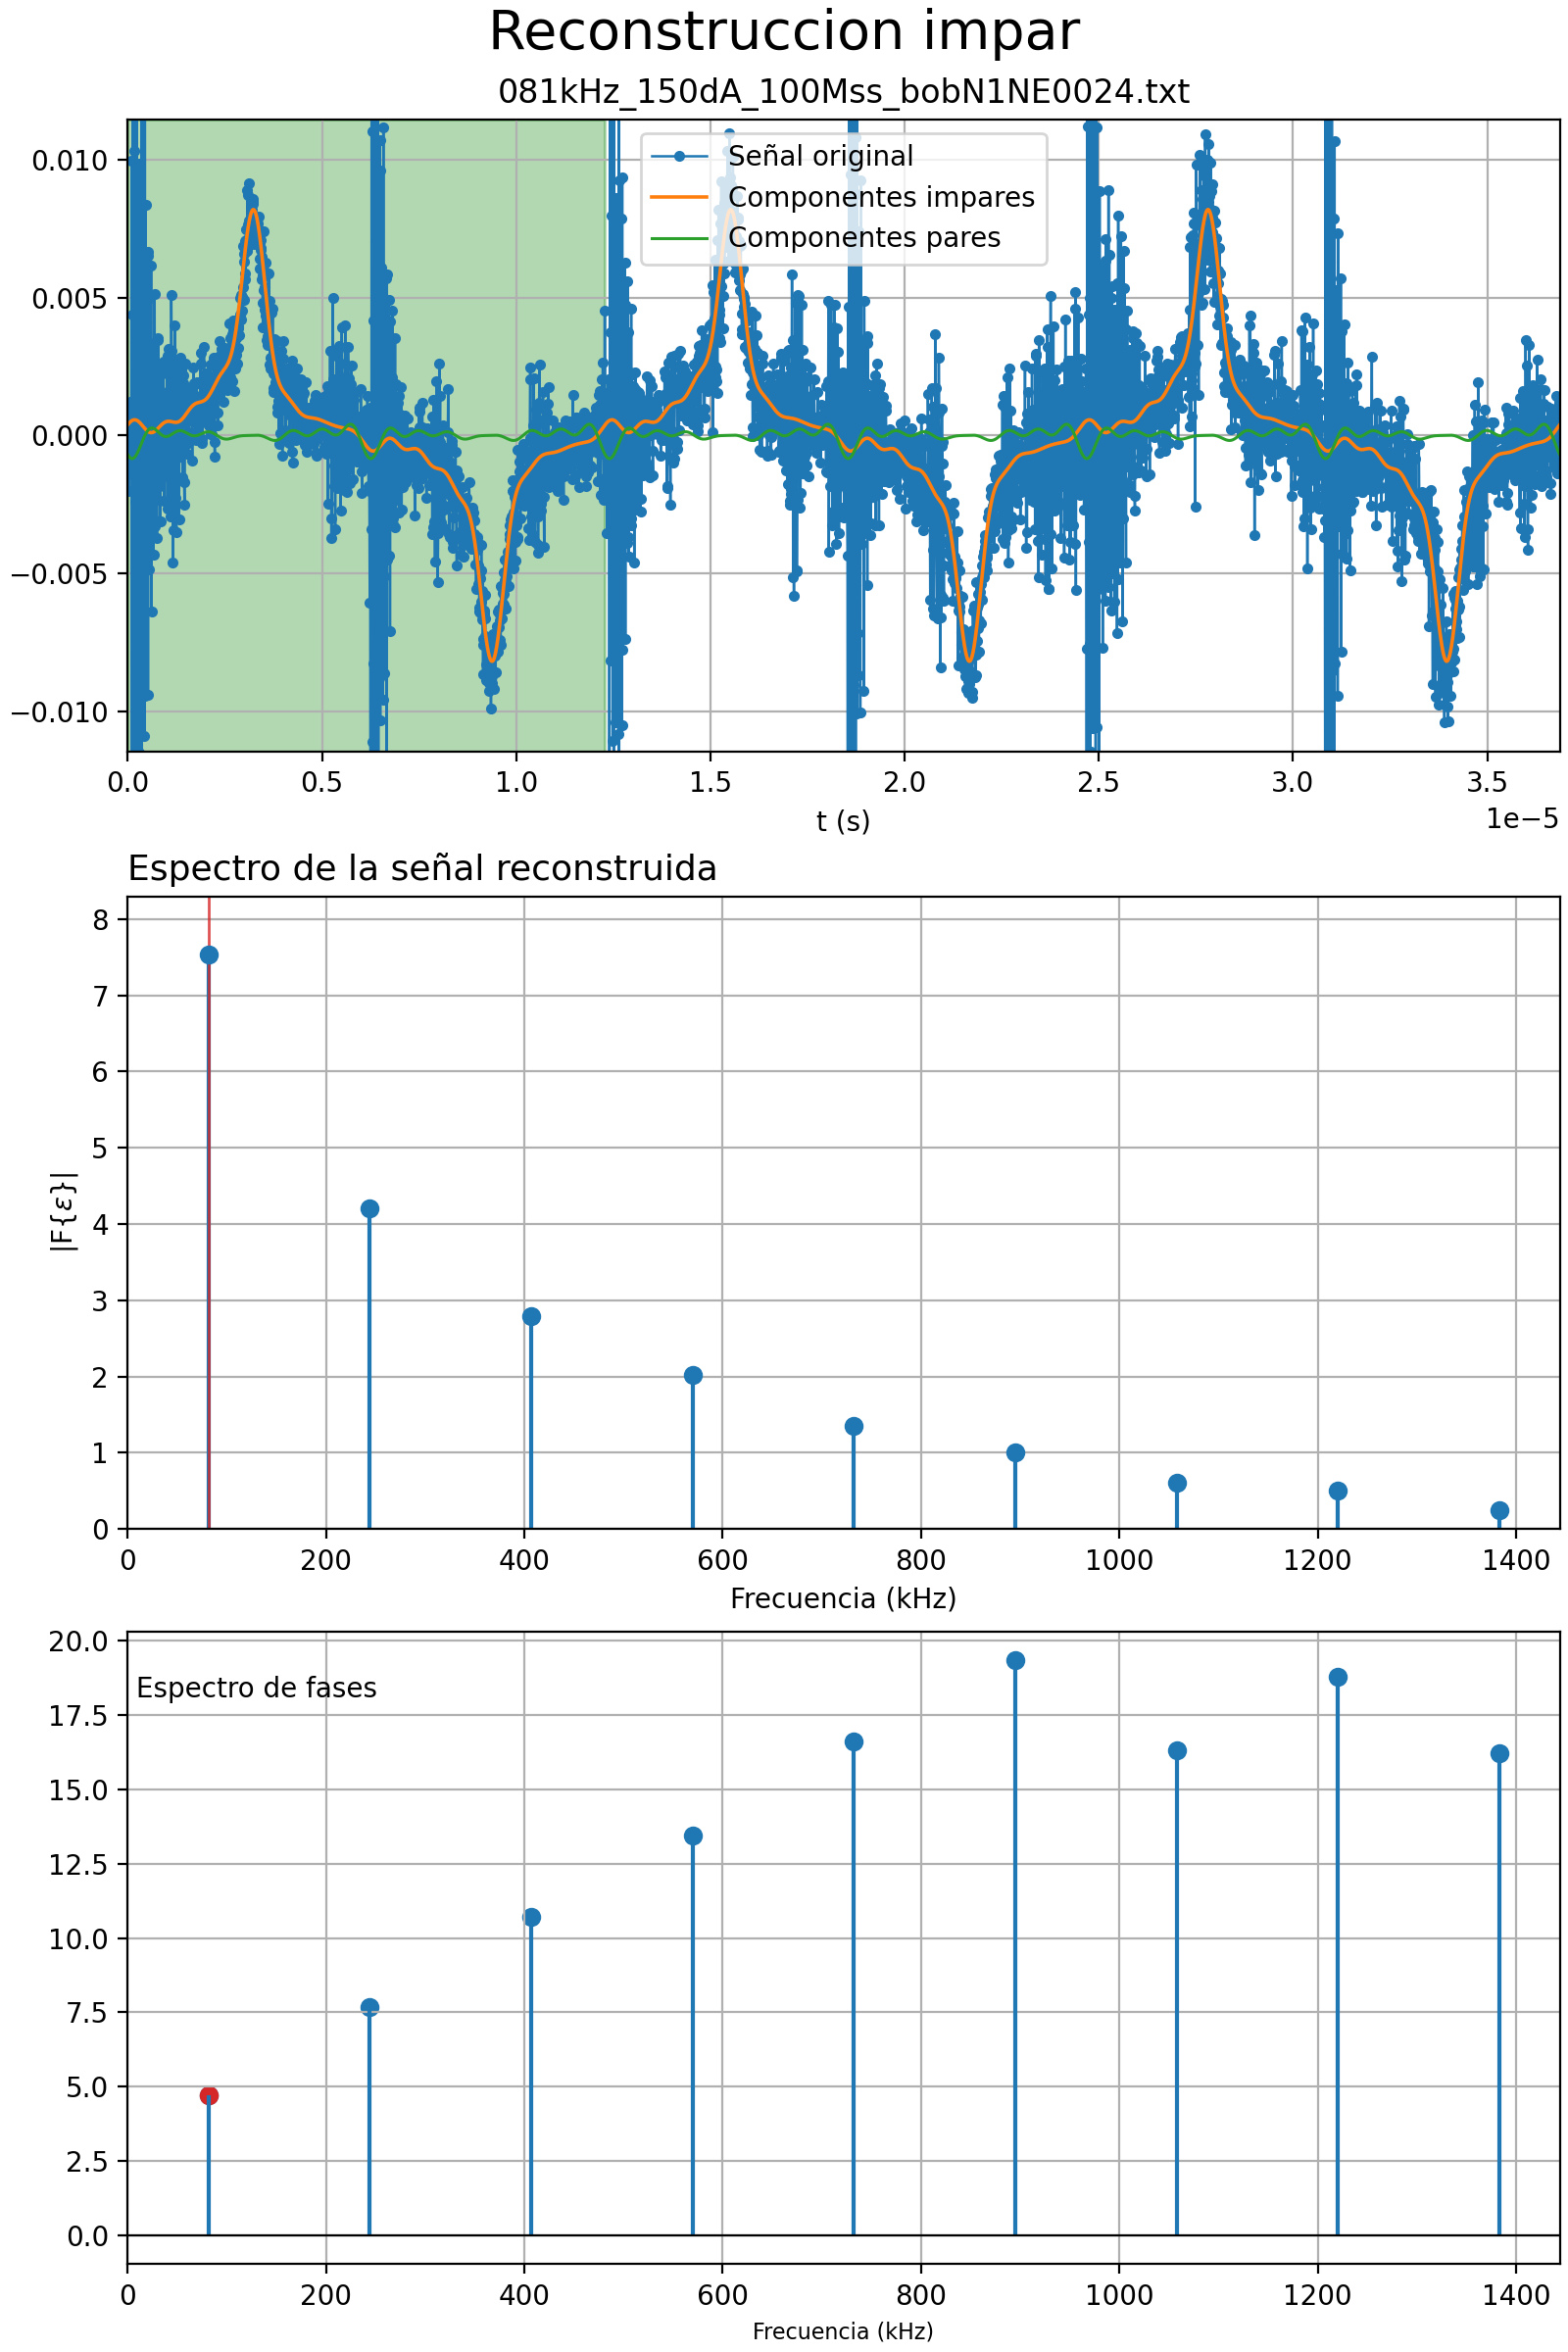 Reconstruccion impar
081kHz_150dA_100Mss_bobN1NE0024.txt
Señal original
Componentes impares
Componentes pares
0.010
0.005
0.000
−0.005
−0.010
0.0 0.5 1.0 1.5 2.0 2.5 3.0 3.5
t (s)
1e−5
Espectro de la señal reconstruida
8
7
6
5
4
3
2
1
0
|F{ε}|
0 200 400 600 800 1000 1200 1400
Frecuencia (kHz)
Espectro de fases
20.0
17.5
15.0
12.5
10.0
7.5
5.0
2.5
0.0
0 200 400 600 800 1000 1200 1400
Frecuencia (kHz)